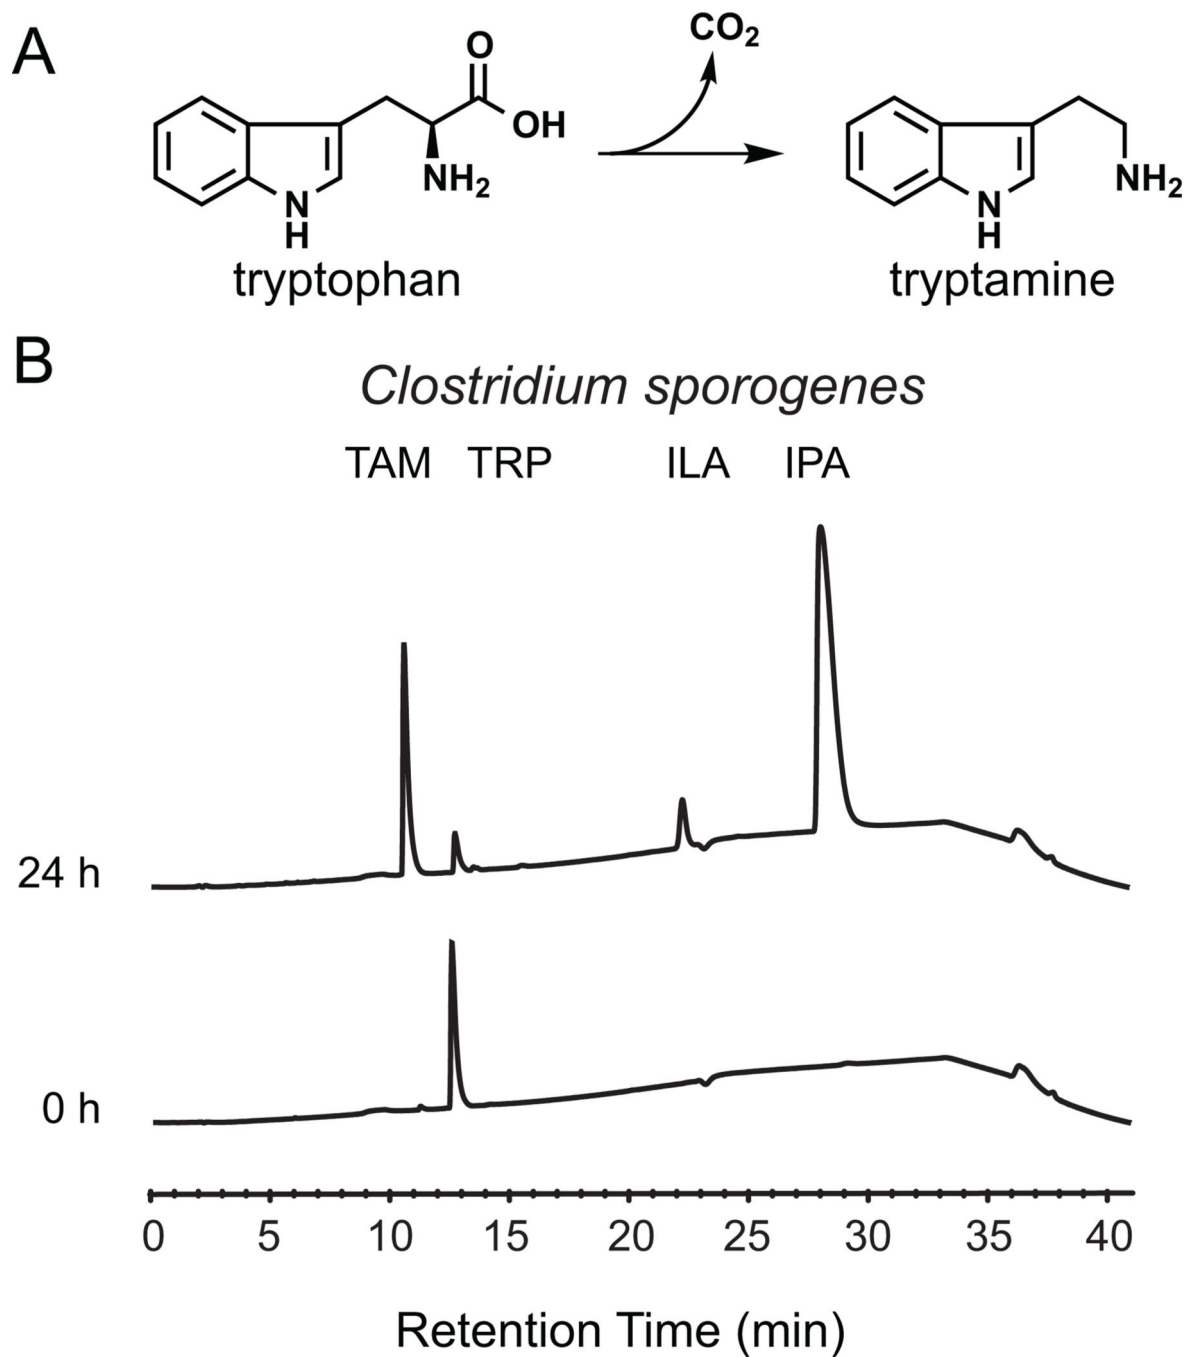 A
CO2
O
OH
NH2
N
H
NH2
N
H
tryptophan
tryptamine
B
Clostridium sporogenes
TAM TRP ILA IPA
24 h
0 h
0 5 10 15 20 25 30 35 40
Retention Time (min)